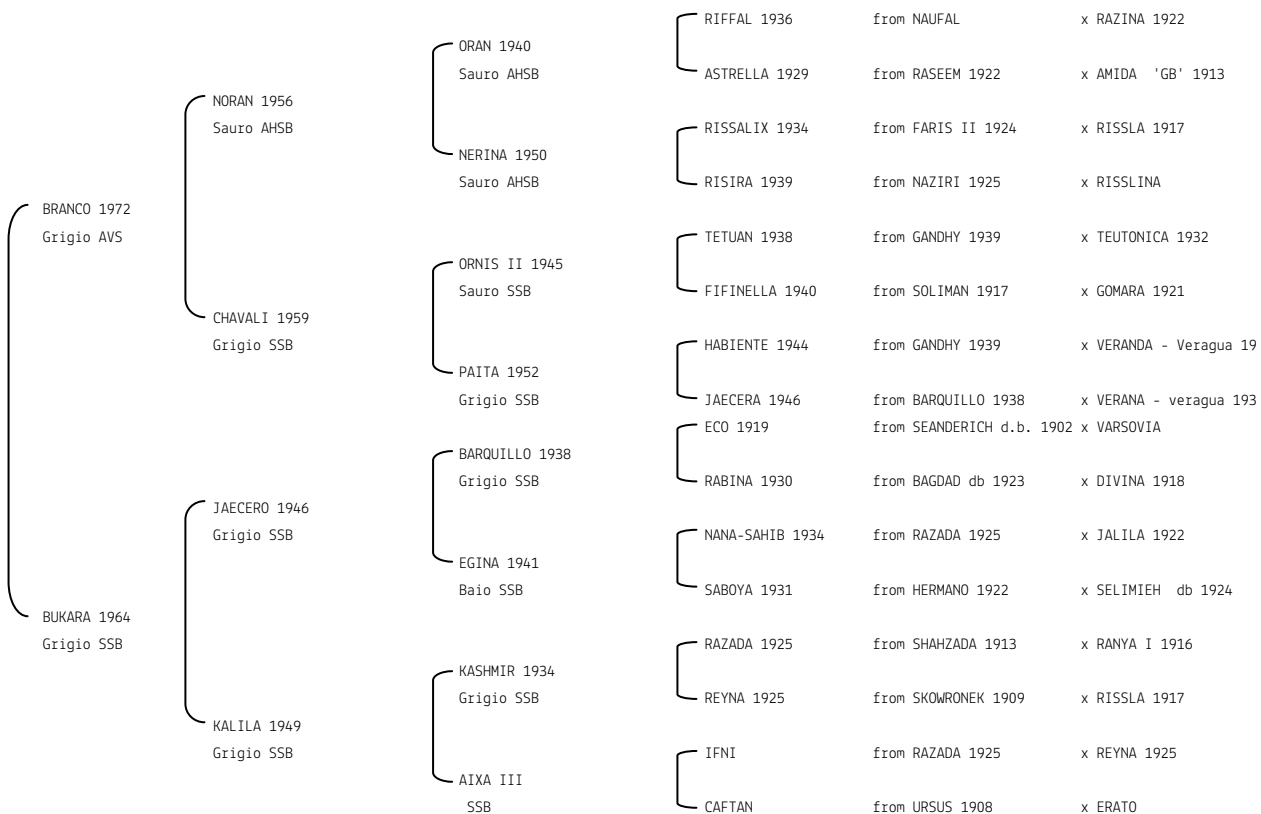 RIFFAL 1936 from NAUFAL x RAZINA 1922
ORAN 1940
Sauro AHSB ASTRELLA 1929 from RASEEM 1922 x AMIDA 'GB' 1913
NORAN 1956
Sauro AHSB RISSALIX 1934 from FARIS II 1924 x RISSLA 1917
NERINA 1950
Sauro AHSB RISIRA 1939 from NAZIRI 1925 x RISSLINA
BRANCO 1972
Grigio AVS TETUAN 1938 from GANDHY 1939 x TEUTONICA 1932
ORNIS II 1945
Sauro SSB FIFINELLA 1940 from SOLIMAN 1917 x GOMARA 1921
CHAVALI 1959
Grigio SSB HABIENTE 1944 from GANDHY 1939 x VERANDA - Veragua 19
PAITA 1952
Grigio SSB JAECERA 1946 from BARQUILLO 1938 x VERANA - veragua 193
ECO 1919 from SEANDERICH d.b. 1902 x VARSOVIA
BARQUILLO 1938
Grigio SSB RABINA 1930 from BAGDAD db 1923 x DIVINA 1918
JAECERO 1946
Grigio SSB NANA-SAHIB 1934 from RAZADA 1925 x JALILA 1922
EGINA 1941
Baio SSB SABOYA 1931 from HERMANO 1922 x SELIMIEH db 1924
BUKARA 1964
Grigio SSB RAZADA 1925 from SHAHZADA 1913 x RANYA I 1916
KASHMIR 1934
Grigio SSB REYNA 1925 from SKOWRONEK 1909 x RISSLA 1917
KALILA 1949
Grigio SSB IFNI from RAZADA 1925 x REYNA 1925
AIXA III
SSB CAFTAN from URSUS 1908 x ERATO